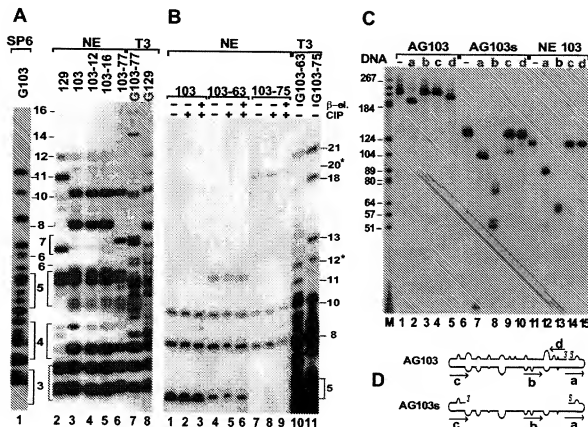 A
SP6
NE
T3
G103
129
103
103-12
103-16
103-77
G103-77
G129
16
14
12
11
10
8
7
6
6
5
4
3
1
2 3 4 5 6 7 8
B
NE
T3
103 103-63 103-75
IG103-63
IG103-75
β-el.
CIP
- - + - - + - - +
- + + - + + - + +
21
20*
18
13
12*
11
10
8
5
1 2 3 4 5 6 7 8 9 10 11
C
AG103 AG103s NE 103
DNA
- a b c d - a b c d - a b c d
267
184
124
104
89
80
64
57
51
M 1 2 3 4 5 6 7 8 9 10 11 12 13 14 15
D
AG103
d
c b a
AG103s
c b a